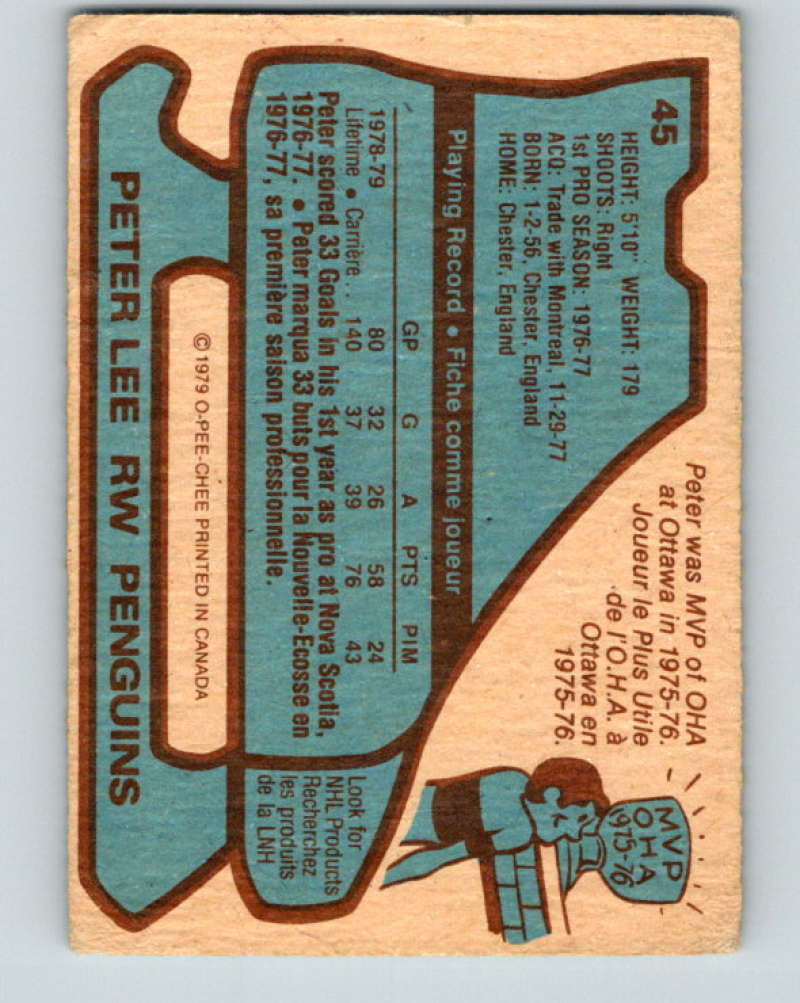 45
HEIGHT: 5'10" WEIGHT: 179
SHOOTS: Right
1st PRO SEASON: 1976-77
ACQ: Trade with Montreal, 11-29-77
BORN: 1-2-56, Chester, England
HOME: Chester, England
Peter was MVP of OHA
at Ottawa in 1975-76.
Joueur le Plus Utile
de l'O.H.A. à
Ottawa en
1975-76.
MVP
OHA
1975-76
Playing Record • Fiche comme joueur
GP G A PTS PIM
1978-79 80 32 26 58 24
Lifetime • Carrière... 140 37 39 76 43
Peter scored 33 Goals in his 1st year as pro at Nova Scotia,
1976-77. • Peter marqua 33 buts pour la Nouvelle-Ecosse en
1976-77, sa première saison professionnelle.
Look for
NHL Products
Recherchez
les produits
de la LNH
©1979 O-PEE-CHEE PRINTED IN CANADA
PETER LEE RW PENGUINS